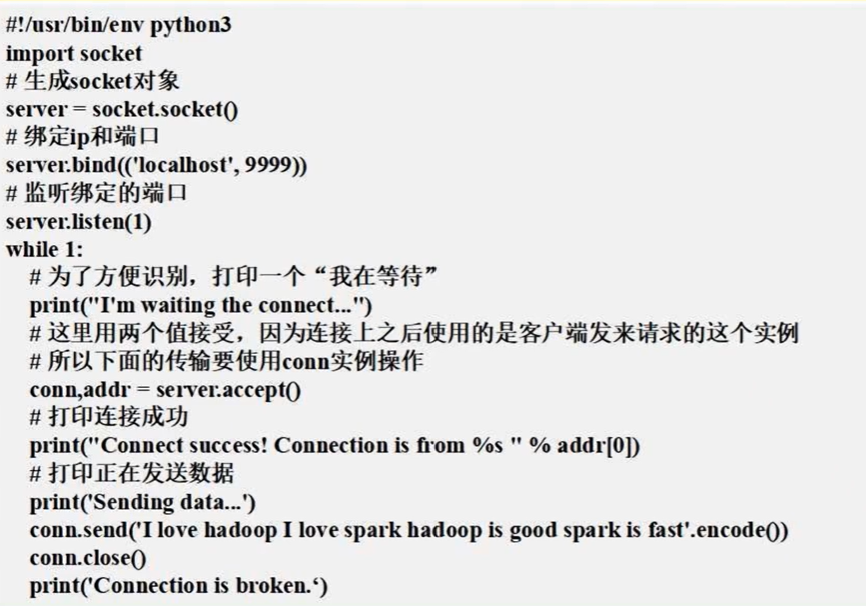 #!/usr/bin/env python3
import socket
# 生成socket对象
server = socket.socket()
# 绑定ip和端口
server.bind(('localhost', 9999))
# 监听绑定的端口
server.listen(1)
while 1:
# 为了方便识别，打印一个“我在等待”
print("I'm waiting the connect...")
# 这里用两个值接受，因为连接上之后使用的是客户端发来请求的这个实例
# 所以下面的传输要使用conn实例操作
conn,addr = server.accept()
# 打印连接成功
print("Connect success! Connection is from %s " % addr[0])
# 打印正在发送数据
print('Sending data...')
conn.send('I love hadoop I love spark hadoop is good spark is fast'.encode())
conn.close()
print('Connection is broken.‘)